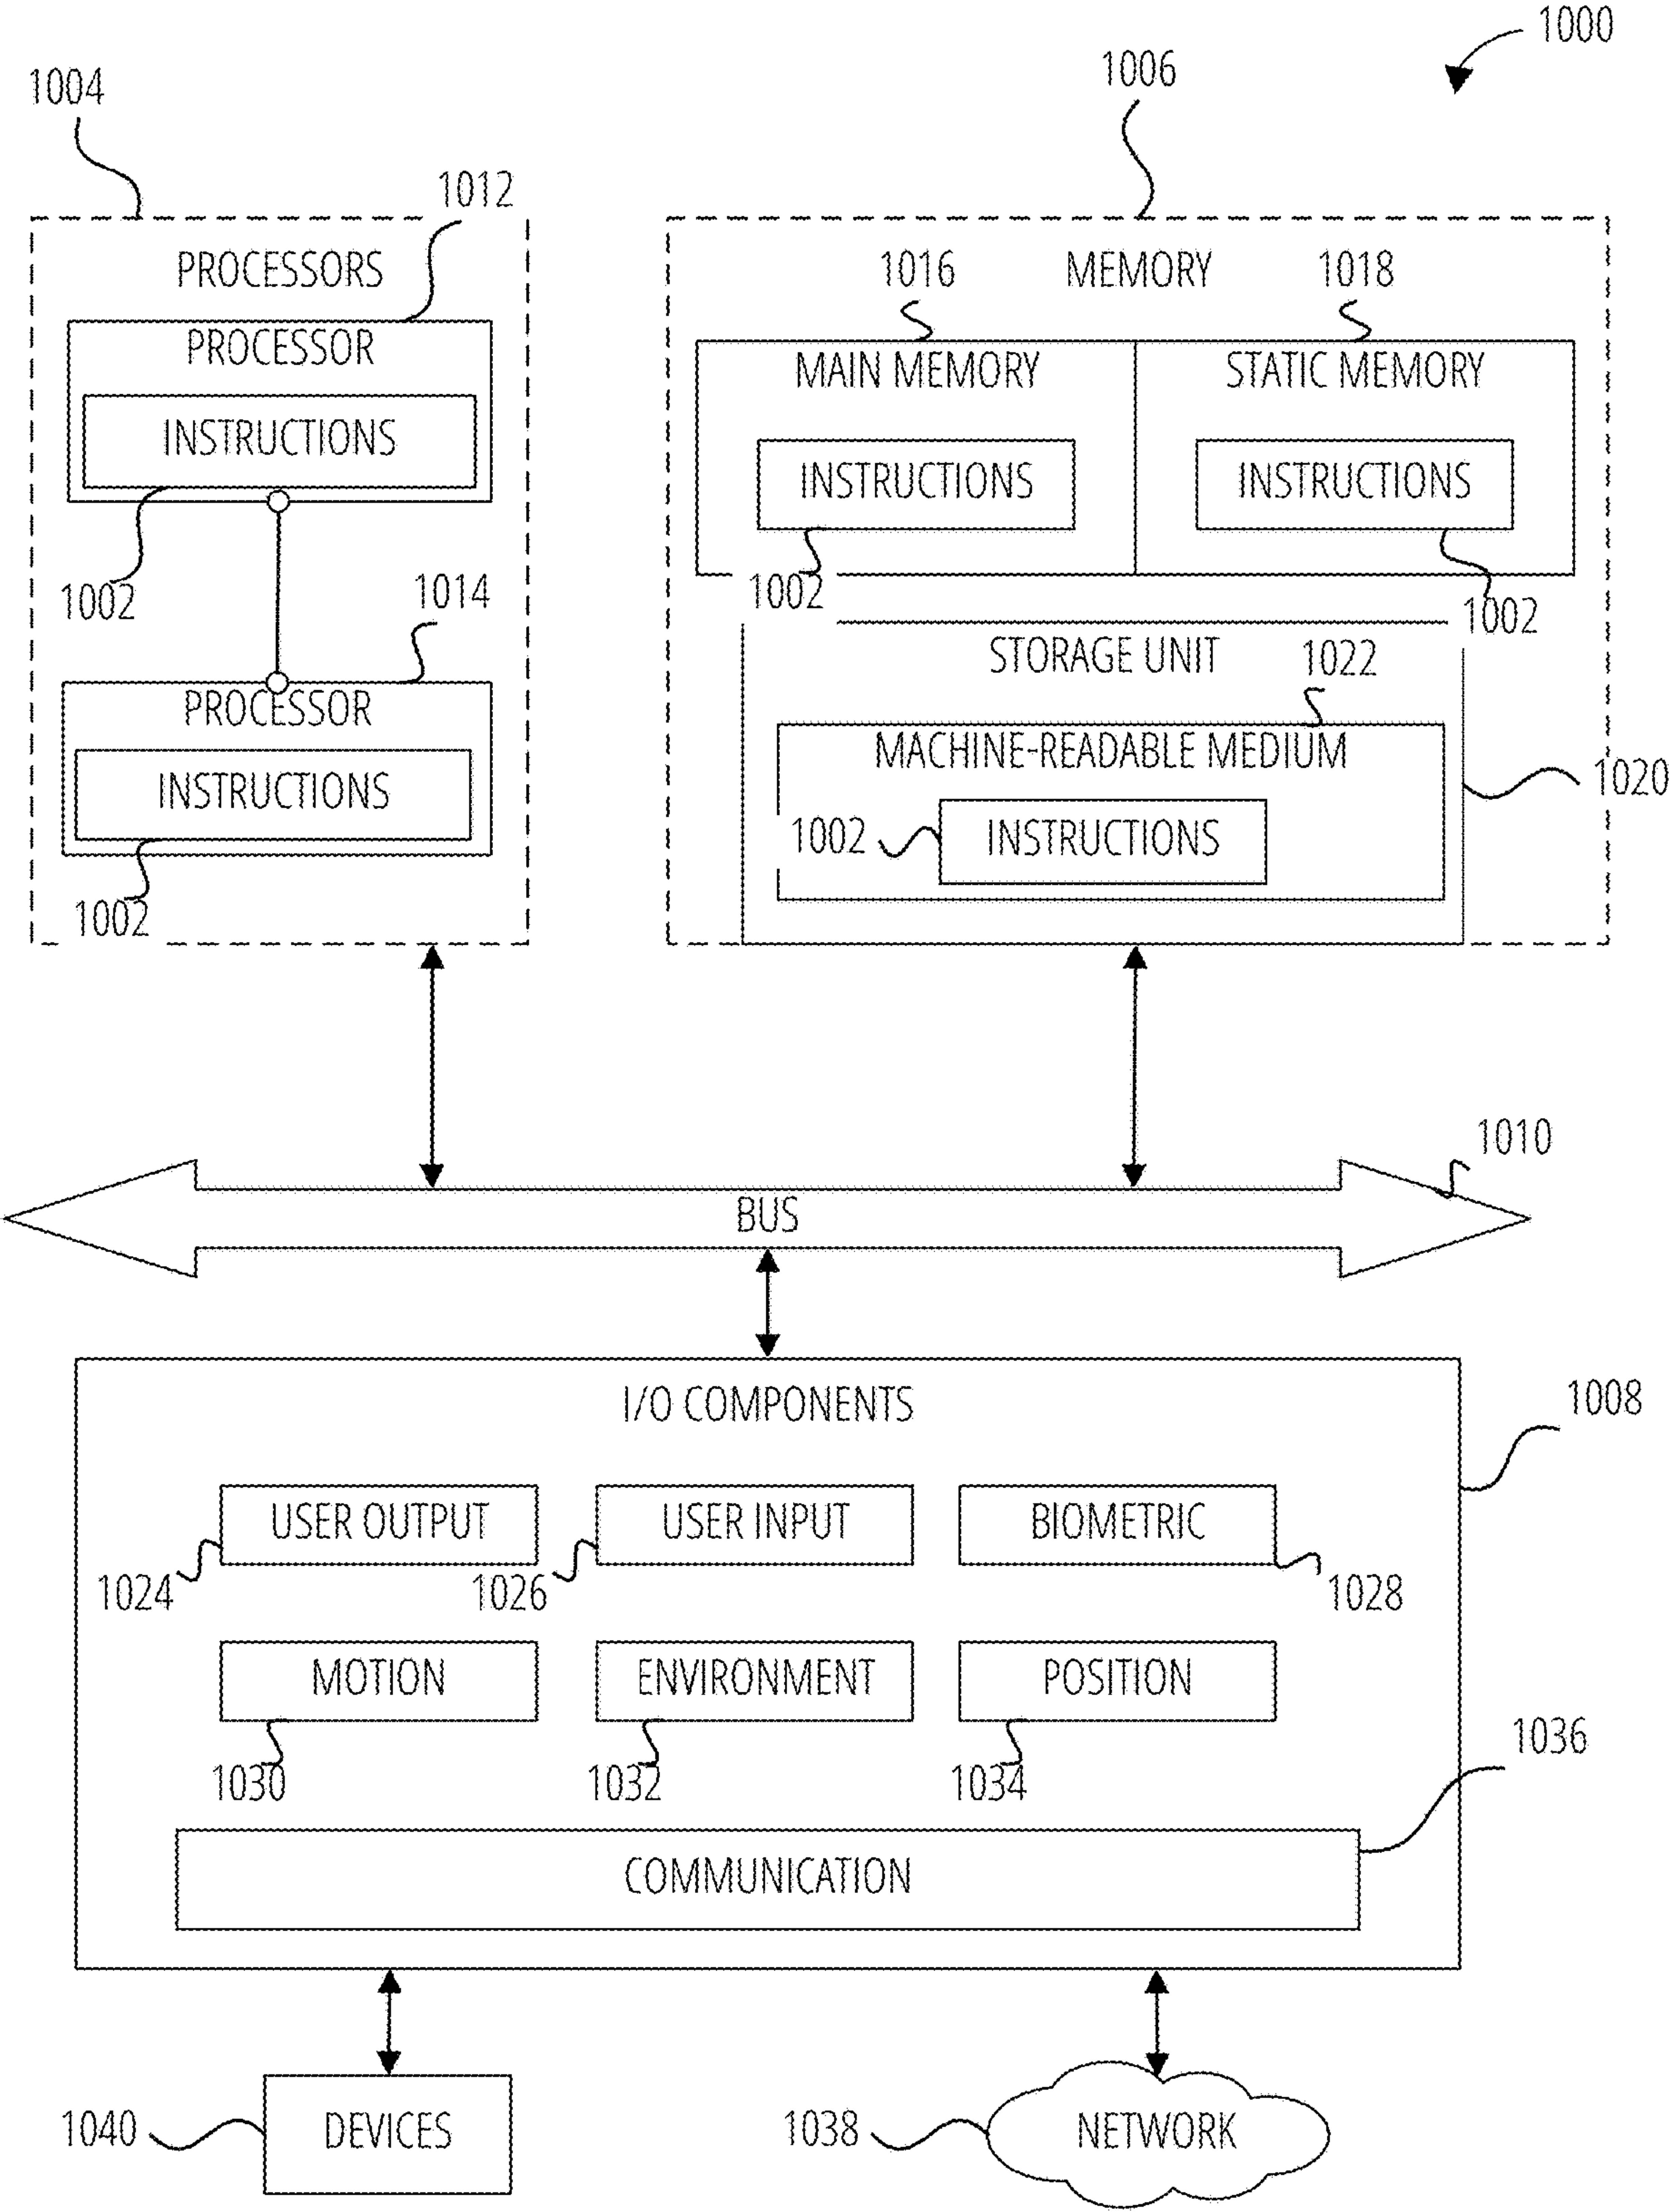 1000
1004
1006
1012
PROCESSORS
1016
MEMORY
1018
PROCESSOR
INSTRUCTIONS
1002
MAIN MEMORY
STATIC MEMORY
INSTRUCTIONS
INSTRUCTIONS
1002
1002
1014
PROCESSOR
INSTRUCTIONS
1002
STORAGE UNIT
1022
MACHINE-READABLE MEDIUM
1020
1002
INSTRUCTIONS
1010
BUS
I/O COMPONENTS
1008
USER OUTPUT
USER INPUT
BIOMETRIC
1024
1026
1028
MOTION
ENVIRONMENT
POSITION
1030
1032
1034
1036
COMMUNICATION
1040
DEVICES
1038
NETWORK